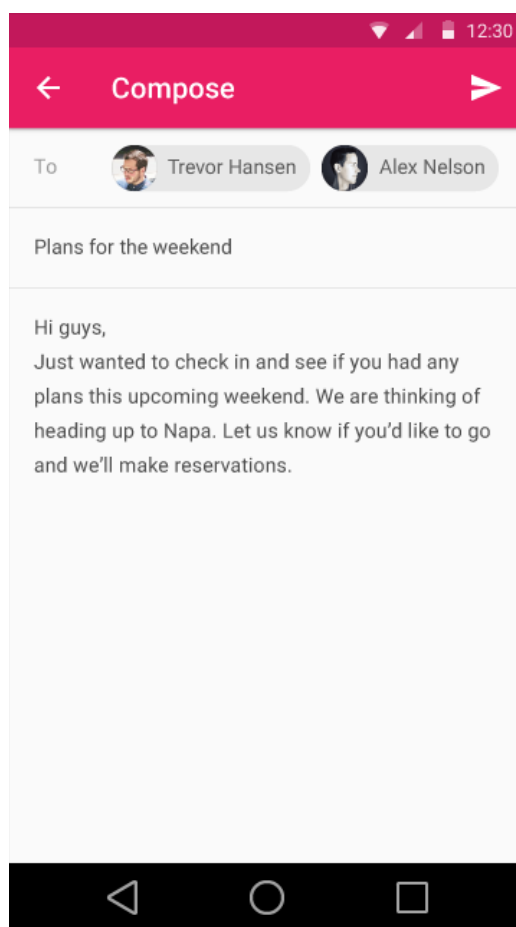 12:30
Compose
To Trevor Hansen Alex Nelson
Plans for the weekend
Hi guys,
Just wanted to check in and see if you had any
plans this upcoming weekend. We are thinking of
heading up to Napa. Let us know if you’d like to go
and we’ll make reservations.